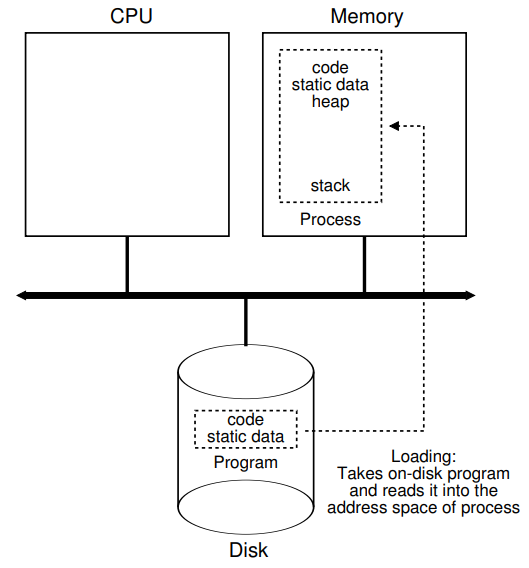 CPU
Memory
code
static data
heap
stack
Process
code
static data
Program
Loading:
Takes on-disk program
and reads it into the
address space of process
Disk